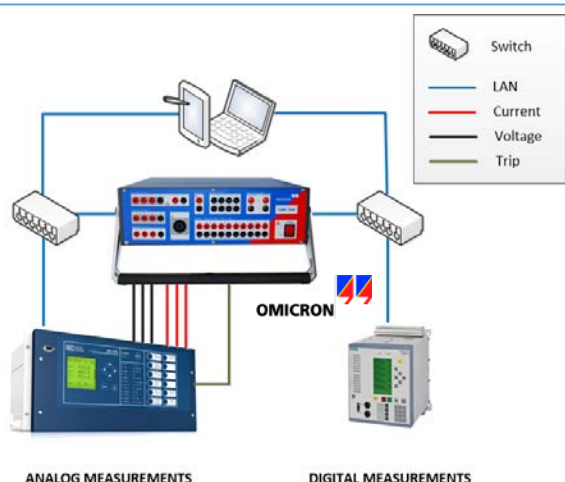 Switch
LAN
Current
Voltage
Trip
OMICRON
ANALOG MEASUREMENTS
DIGITAL MEASUREMENTS